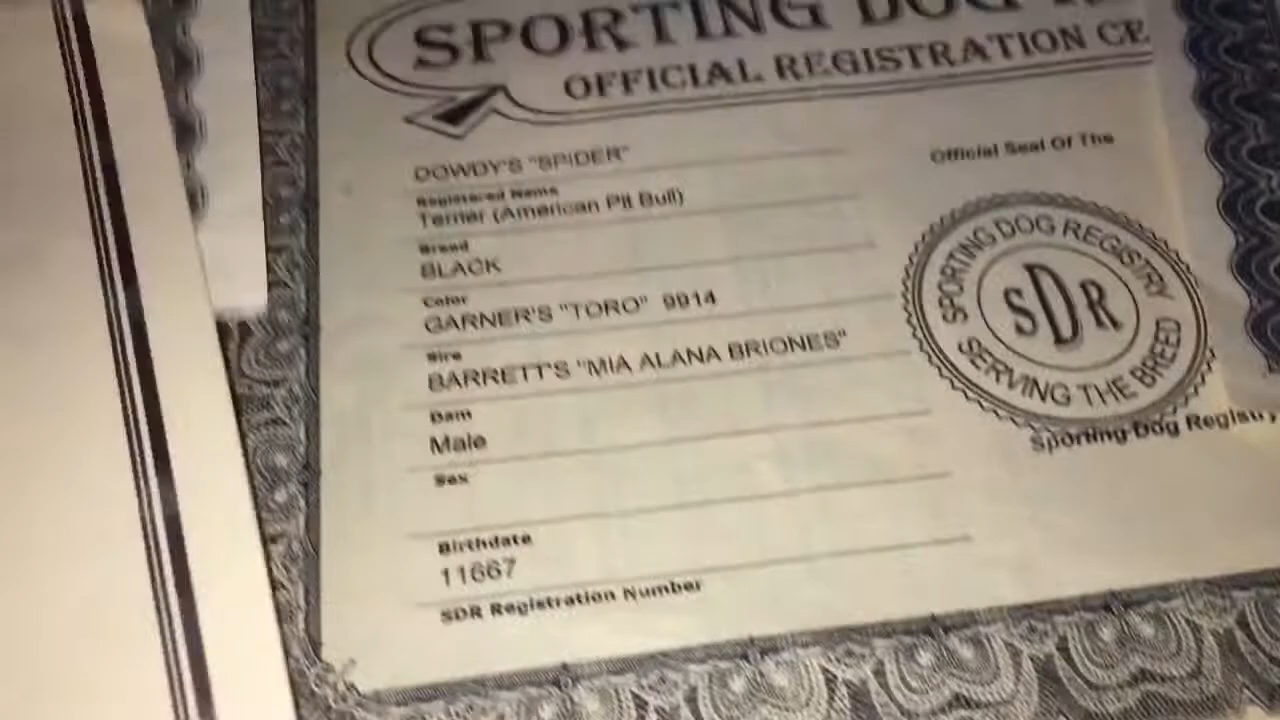 SPORTING DOG
OFFICIAL REGISTRATION CE
DOWDY'S "SPIDER"
Registered Name
Terrier (American Pit Bull)
Breed
BLACK
Color
GARNER'S "TORO" 9914
Sire
BARRETT'S "MIA ALANA BRIONES"
Dam
Male
Sex
Birthdate
11667
SDR Registration Number
Official Seal Of The
SPORTING DOG REGISTRY
SDR
SERVING THE BREED
Sporting Dog Registry